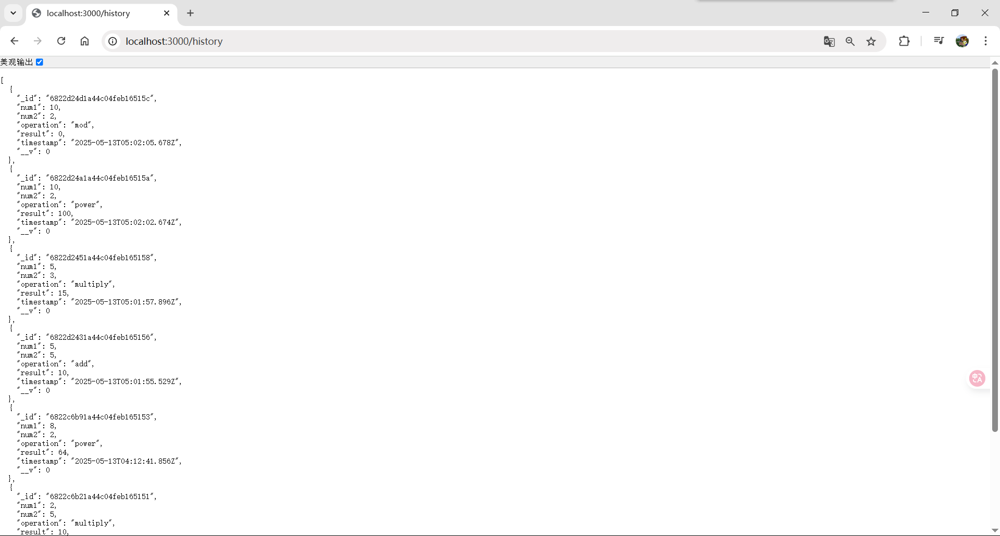 localhost:3000/history
localhost:3000/history
美观输出
[
  {
    "_id": "6822d24d1a44c04feb16515c",
    "num1": 10,
    "num2": 2,
    "operation": "mod",
    "result": 0,
    "timestamp": "2025-05-13T05:02:05.678Z",
    "__v": 0
  },
  {
    "_id": "6822d24a1a44c04feb16515a",
    "num1": 10,
    "num2": 2,
    "operation": "power",
    "result": 100,
    "timestamp": "2025-05-13T05:02:02.674Z",
    "__v": 0
  },
  {
    "_id": "6822d2451a44c04feb165158",
    "num1": 5,
    "num2": 3,
    "operation": "multiply",
    "result": 15,
    "timestamp": "2025-05-13T05:01:57.896Z",
    "__v": 0
  },
  {
    "_id": "6822d2431a44c04feb165156",
    "num1": 5,
    "num2": 5,
    "operation": "add",
    "result": 10,
    "timestamp": "2025-05-13T05:01:55.529Z",
    "__v": 0
  },
  {
    "_id": "6822c6b91a44c04feb165153",
    "num1": 8,
    "num2": 2,
    "operation": "power",
    "result": 64,
    "timestamp": "2025-05-13T04:12:41.856Z",
    "__v": 0
  },
  {
    "_id": "6822c6b21a44c04feb165151",
    "num1": 2,
    "num2": 5,
    "operation": "multiply",
    "result": 10,